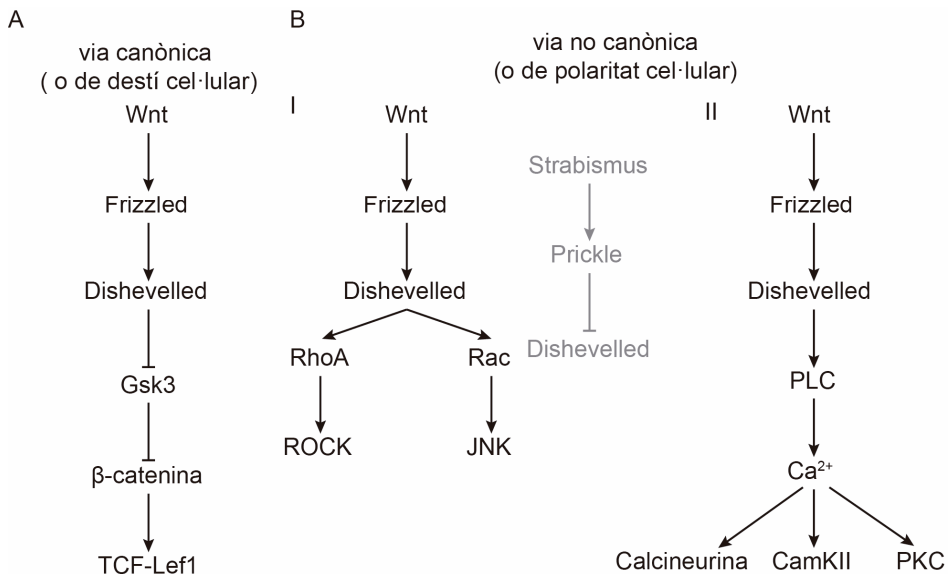 A
via canònica
( o de destí cel·lular)
Wnt
Frizzled
Dishevelled
Gsk3
β-catenina
TCF-Lef1
B
via no canònica
(o de polaritat cel·lular)
I
Wnt
Frizzled
Dishevelled
RhoA
Rac
ROCK
JNK
Strabismus
Prickle
Dishevelled
II
Wnt
Frizzled
Dishevelled
PLC
Ca²⁺
Calcineurina
CamKII
PKC